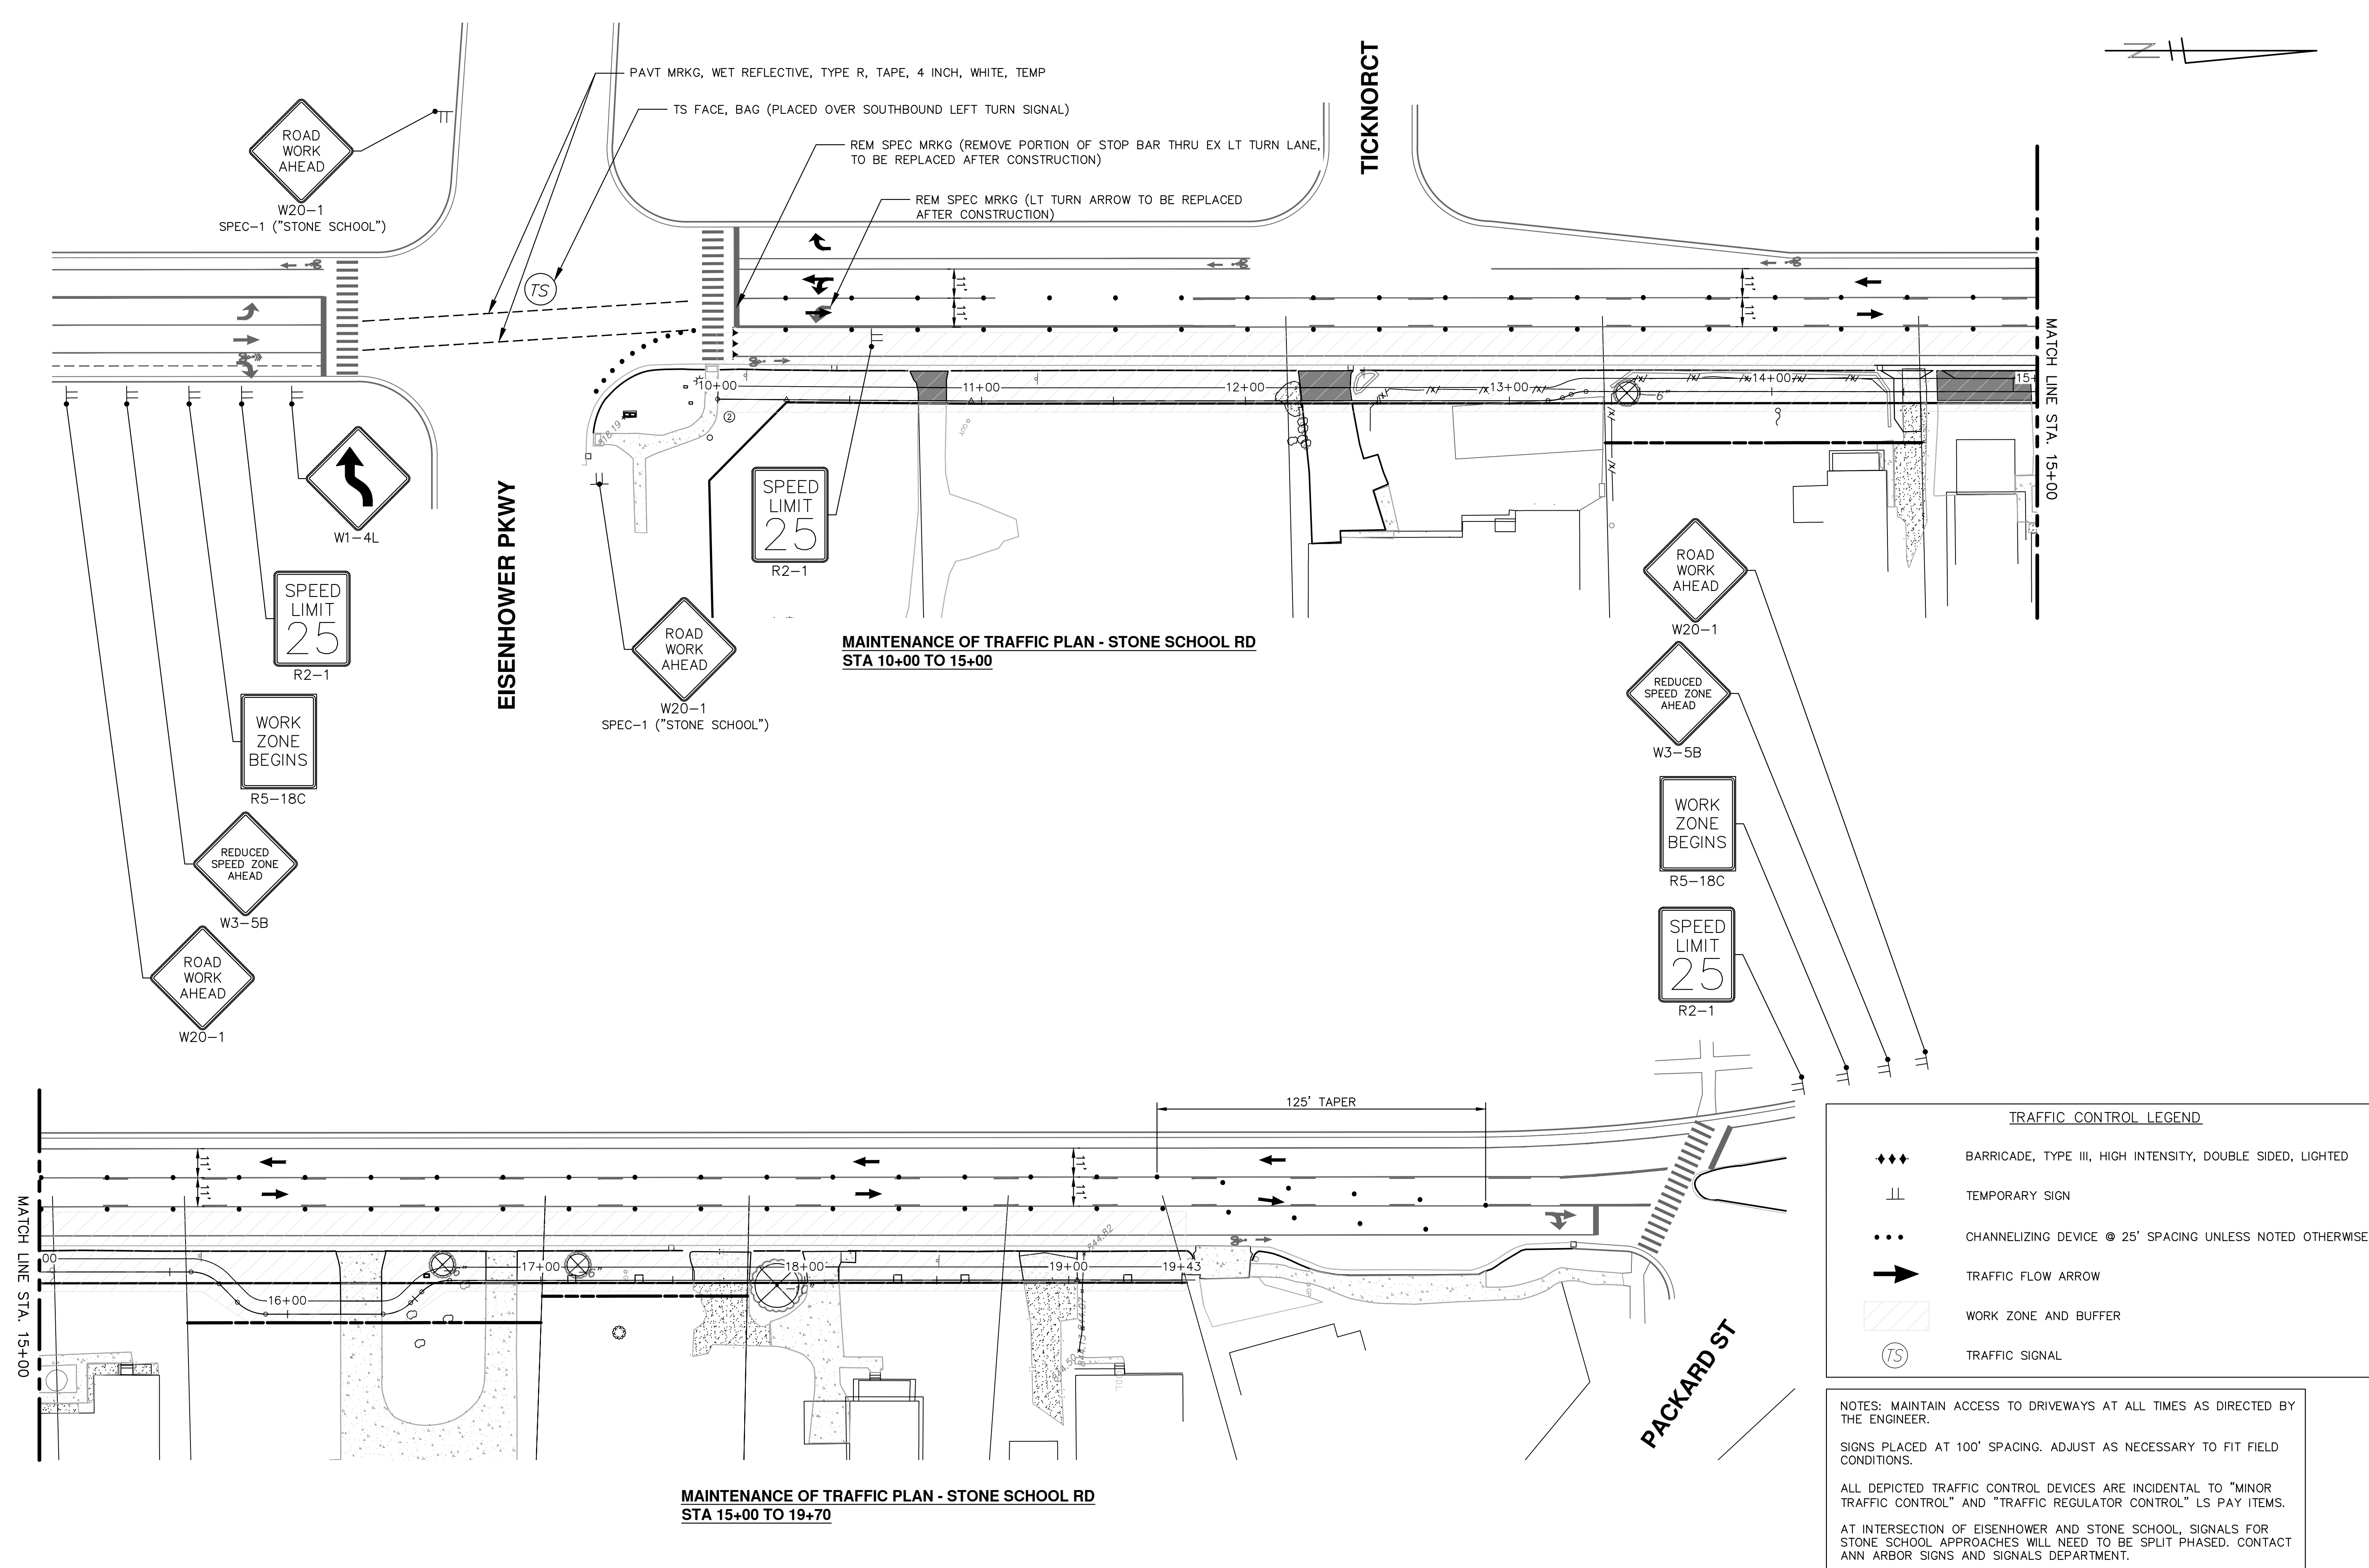 PAVT MRKG, WET REFLECTIVE, TYPE R, TAPE, 4 INCH, WHITE, TEMP
TS FACE, BAG (PLACED OVER SOUTHBOUND LEFT TURN SIGNAL)
REM SPEC MRKG (REMOVE PORTION OF STOP BAR THRU EX LT TURN LANE,
TO BE REPLACED AFTER CONSTRUCTION)
REM SPEC MRKG (LT TURN ARROW TO BE REPLACED
AFTER CONSTRUCTION)
TICKNORCT
N
ROAD
WORK
AHEAD
W20-1
SPEC-1 ("STONE SCHOOL")
TS
11'
11'
11'
11'
10+00
11+00
12+00
13+00
14+00
15+
6"
2
GUY
MATCH LINE STA. 15+00
W1-4L
SPEED
LIMIT
25
R2-1
WORK
ZONE
BEGINS
R5-18C
REDUCED
SPEED ZONE
AHEAD
W3-5B
ROAD
WORK
AHEAD
W20-1
EISENHOWER PKWY
ROAD
WORK
AHEAD
W20-1
SPEC-1 ("STONE SCHOOL")
SPEED
LIMIT
25
R2-1
MAINTENANCE OF TRAFFIC PLAN - STONE SCHOOL RD
STA 10+00 TO 15+00
ROAD
WORK
AHEAD
W20-1
REDUCED
SPEED ZONE
AHEAD
W3-5B
WORK
ZONE
BEGINS
R5-18C
SPEED
LIMIT
25
R2-1
MATCH LINE STA. 15+00
125' TAPER
11'
11'
11'
11'
00
16+00
17+00
18+00
19+00
19+43
6"
6"
844.82
PACKARD ST
MAINTENANCE OF TRAFFIC PLAN - STONE SCHOOL RD
STA 15+00 TO 19+70
TRAFFIC CONTROL LEGEND
BARRICADE, TYPE III, HIGH INTENSITY, DOUBLE SIDED, LIGHTED
TEMPORARY SIGN
CHANNELIZING DEVICE @ 25' SPACING UNLESS NOTED OTHERWISE
TRAFFIC FLOW ARROW
WORK ZONE AND BUFFER
TS
TRAFFIC SIGNAL
NOTES: MAINTAIN ACCESS TO DRIVEWAYS AT ALL TIMES AS DIRECTED BY
THE ENGINEER.
SIGNS PLACED AT 100' SPACING. ADJUST AS NECESSARY TO FIT FIELD
CONDITIONS.
ALL DEPICTED TRAFFIC CONTROL DEVICES ARE INCIDENTAL TO "MINOR
TRAFFIC CONTROL" AND "TRAFFIC REGULATOR CONTROL" LS PAY ITEMS.
AT INTERSECTION OF EISENHOWER AND STONE SCHOOL, SIGNALS FOR
STONE SCHOOL APPROACHES WILL NEED TO BE SPLIT PHASED. CONTACT
ANN ARBOR SIGNS AND SIGNALS DEPARTMENT.